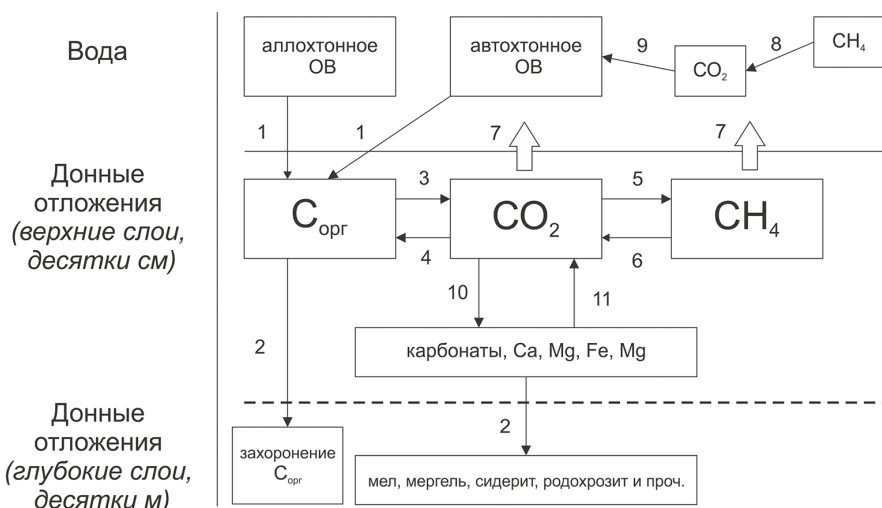 Вода
аллохтонное
ОВ
автохтонное
ОВ
9
CO₂
8
CH₄
1
1
7
7
Донные
отложения
(верхние слои,
десятки см)
Cорг
3
4
CO₂
5
6
CH₄
10
11
2
карбонаты, Ca, Mg, Fe, Mg
2
Донные
отложения
(глубокие слои,
десятки м)
захоронение
Cорг
мел, мергель, сидерит, родохрозит и проч.